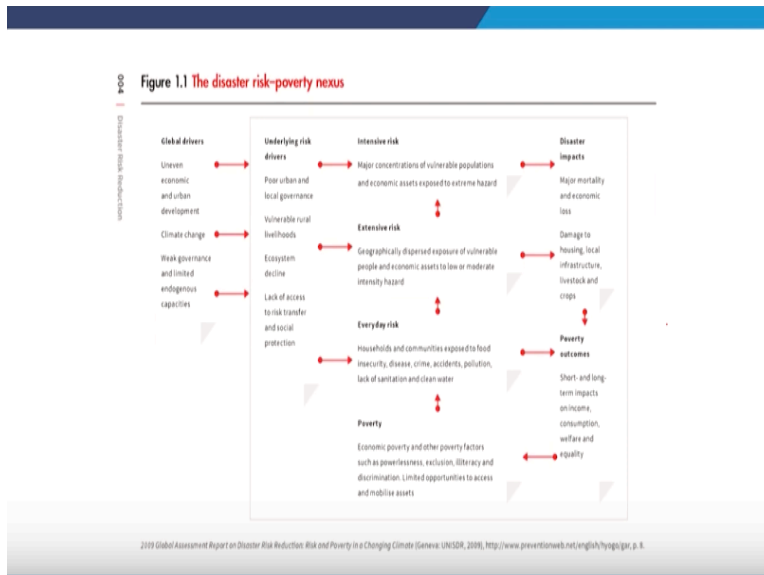 004 | Disaster Risk Reduction
Figure 1.1 The disaster risk–poverty nexus
Global drivers
Uneven
economic
and urban
development
Climate change
Weak governance
and limited
endogenous
capacities
Underlying risk
drivers
Poor urban and
local governance
Vulnerable rural
livelihoods
Ecosystem
decline
Lack of access
to risk transfer
and social
protection
Intensive risk
Major concentrations of vulnerable populations
and economic assets exposed to extreme hazard
Extensive risk
Geographically dispersed exposure of vulnerable
people and economic assets to low or moderate
intensity hazard
Everyday risk
Households and communities exposed to food
insecurity, disease, crime, accidents, pollution,
lack of sanitation and clean water
Poverty
Economic poverty and other poverty factors
such as powerlessness, exclusion, illiteracy and
discrimination. Limited opportunities to access
and mobilise assets
Disaster
impacts
Major mortality
and economic
loss
Damage to
housing, local
infrastructure,
livestock and
crops
Poverty
outcomes
Short- and long-
term impacts
on income,
consumption,
welfare and
equality
2009 Global Assessment Report on Disaster Risk Reduction: Risk and Poverty in a Changing Climate (Geneva: UNISDR, 2009), http://www.preventionweb.net/english/hyogo/gar, p. 8.